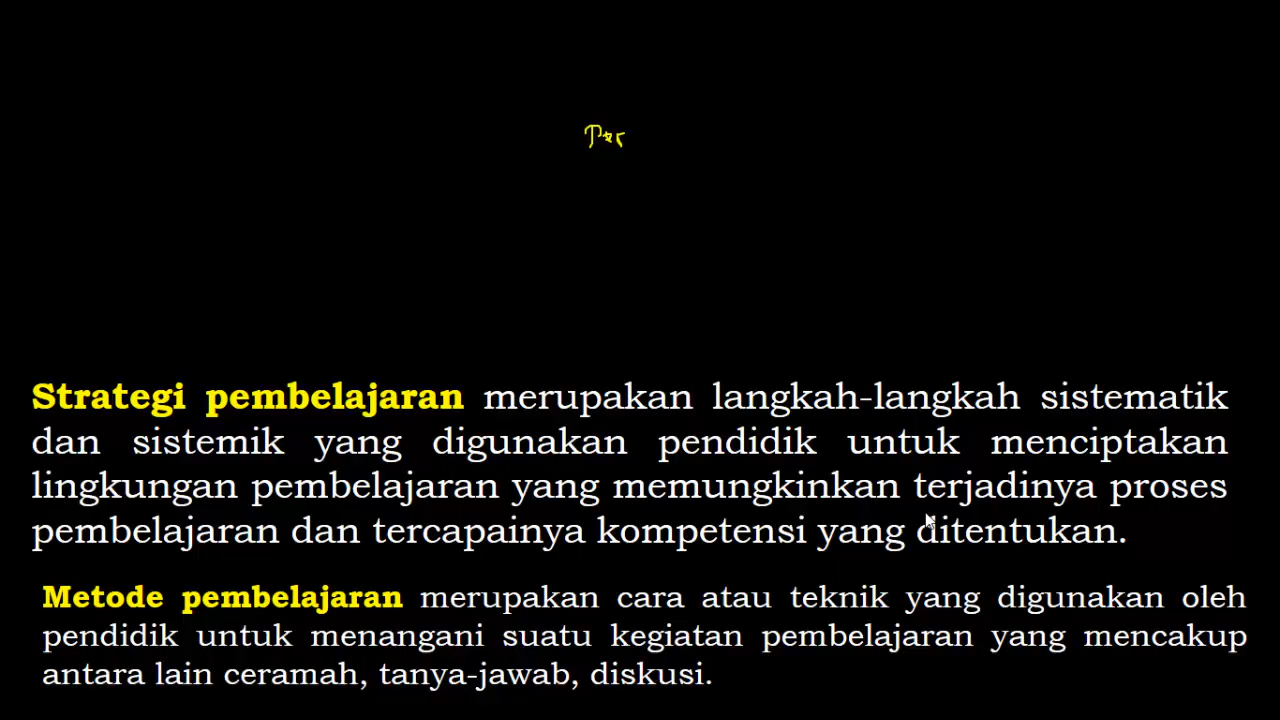 Per
Strategi pembelajaran merupakan langkah-langkah sistematik
dan sistemik yang digunakan pendidik untuk menciptakan
lingkungan pembelajaran yang memungkinkan terjadinya proses
pembelajaran dan tercapainya kompetensi yang ditentukan.
Metode pembelajaran merupakan cara atau teknik yang digunakan oleh
pendidik untuk menangani suatu kegiatan pembelajaran yang mencakup
antara lain ceramah, tanya-jawab, diskusi.